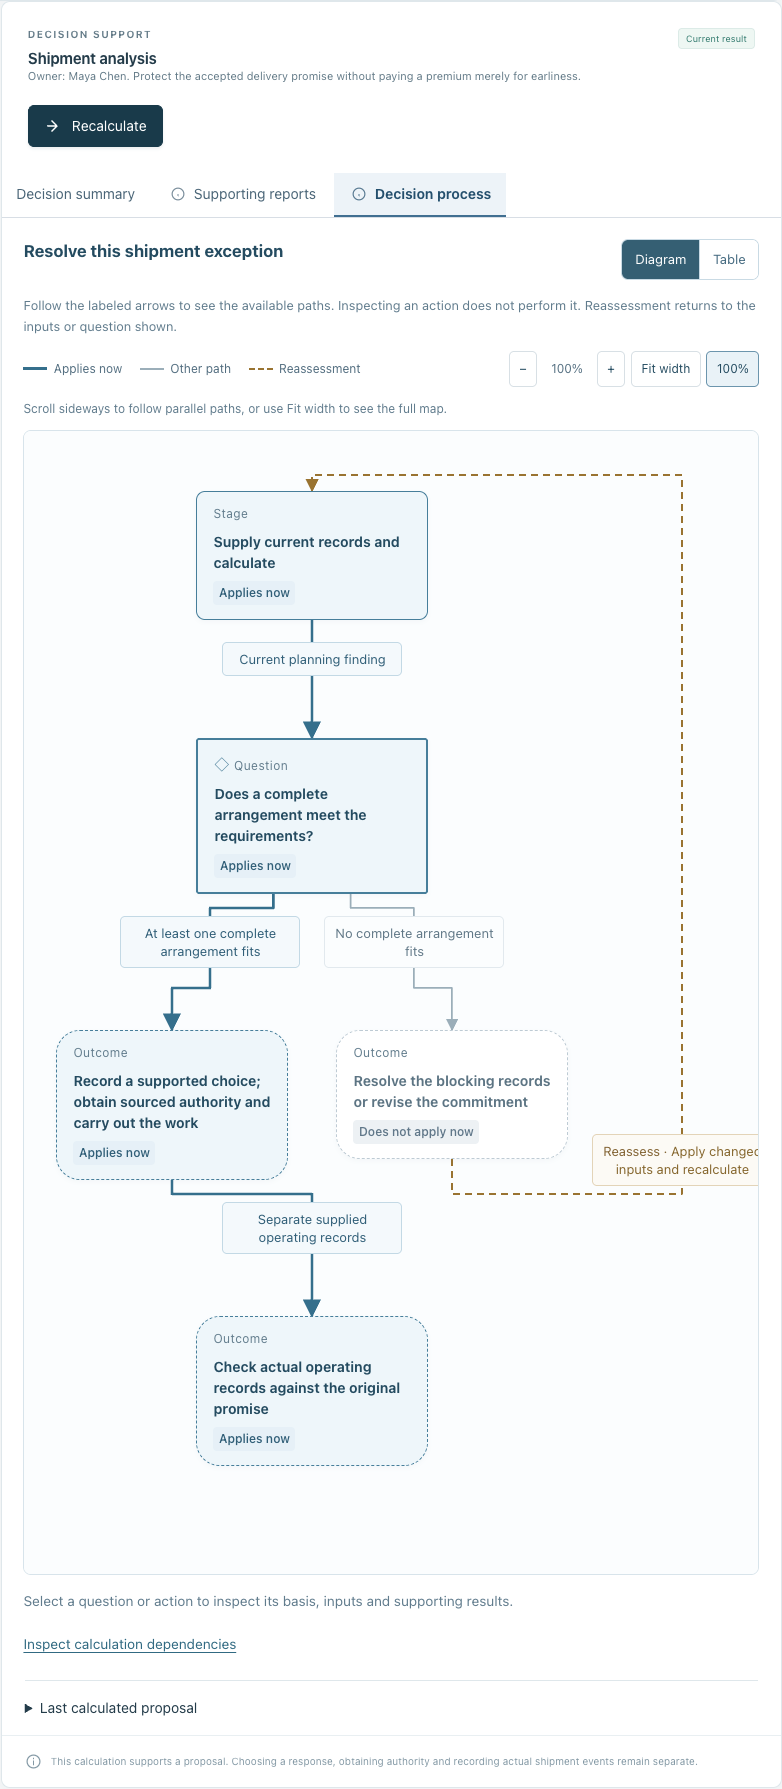 DECISION SUPPORT
Current result
Shipment analysis
Owner: Maya Chen. Protect the accepted delivery promise without paying a premium merely for earliness.
Recalculate
Decision summary
Supporting reports
Decision process
Resolve this shipment exception
Diagram
Table
Follow the labeled arrows to see the available paths. Inspecting an action does not perform it. Reassessment returns to the
inputs or question shown.
Applies now
Other path
Reassessment
−
100%
+
Fit width
100%
Scroll sideways to follow parallel paths, or use Fit width to see the full map.
Stage
Supply current records and
calculate
Applies now
Current planning finding
Question
Does a complete
arrangement meet the
requirements?
Applies now
At least one complete
arrangement fits
No complete arrangement
fits
Outcome
Record a supported choice;
obtain sourced authority and
carry out the work
Applies now
Outcome
Resolve the blocking records
or revise the commitment
Does not apply now
Reassess · Apply changed
inputs and recalculate
Separate supplied
operating records
Outcome
Check actual operating
records against the original
promise
Applies now
Select a question or action to inspect its basis, inputs and supporting results.
Inspect calculation dependencies
Last calculated proposal
This calculation supports a proposal. Choosing a response, obtaining authority and recording actual shipment events remain separate.